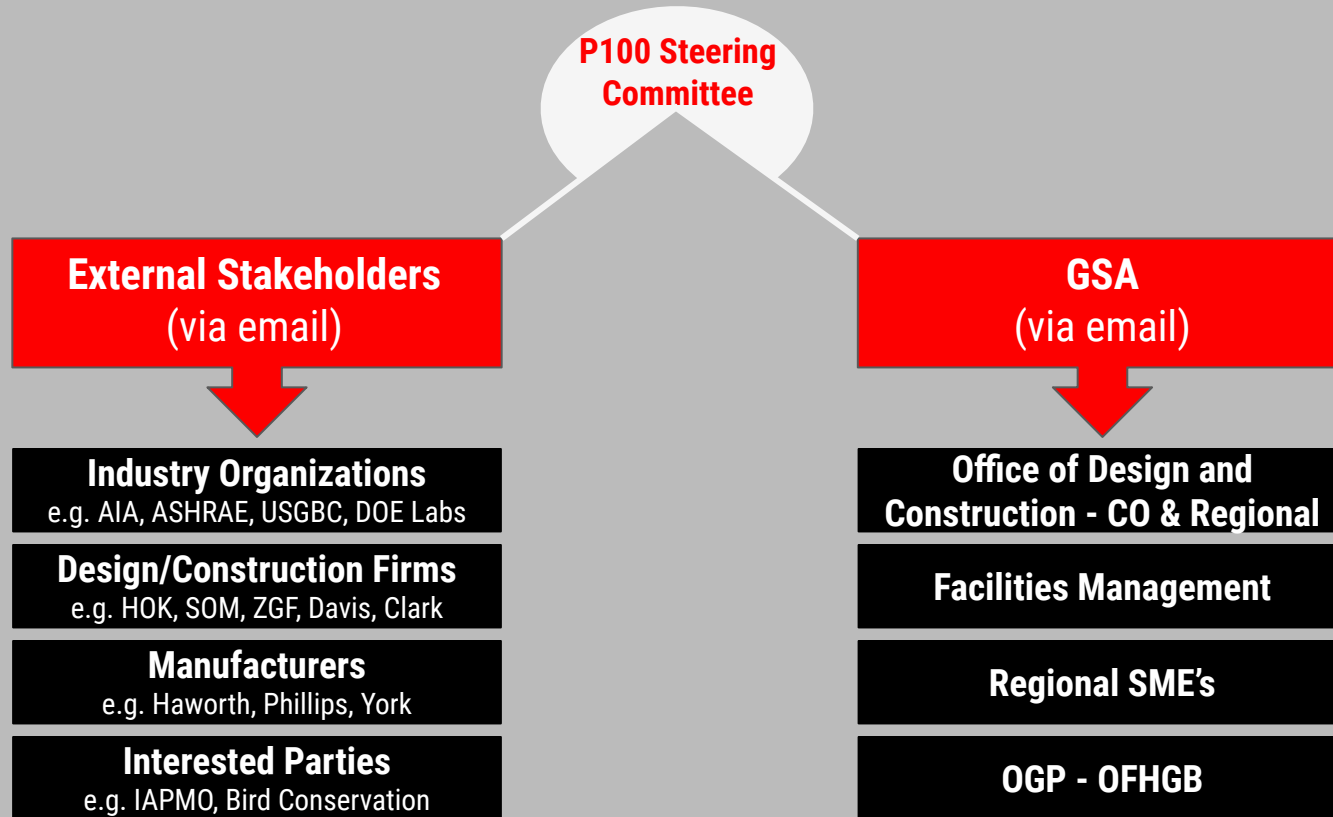 P100 Steering
Committee
External Stakeholders
(via email)
GSA
(via email)
Industry Organizations
e.g. AIA, ASHRAE, USGBC, DOE Labs
Design/Construction Firms
e.g. HOK, SOM, ZGF, Davis, Clark
Manufacturers
e.g. Haworth, Phillips, York
Interested Parties
e.g. IAPMO, Bird Conservation
Office of Design and
Construction - CO & Regional
Facilities Management
Regional SME’s
OGP - OFHGB